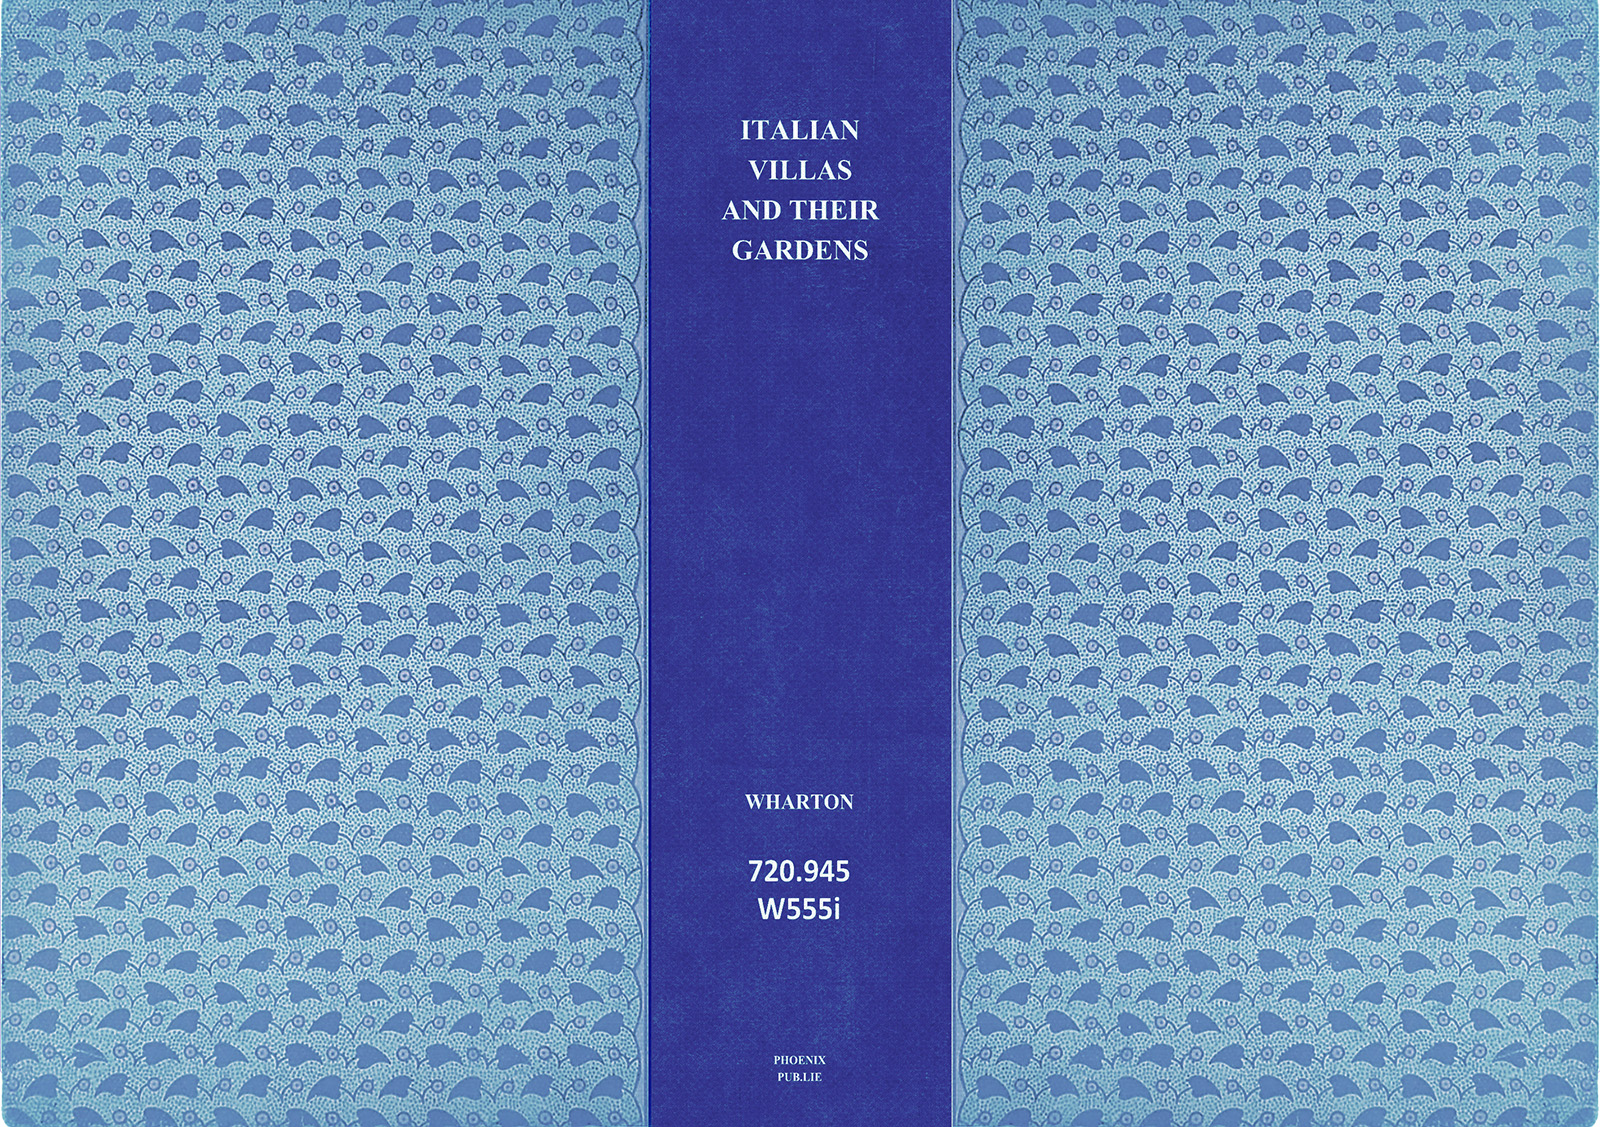 ITALIAN
VILLAS
AND THEIR
GARDENS
WHARTON
720.945
W555i
PHOENIX
PUB.LIE